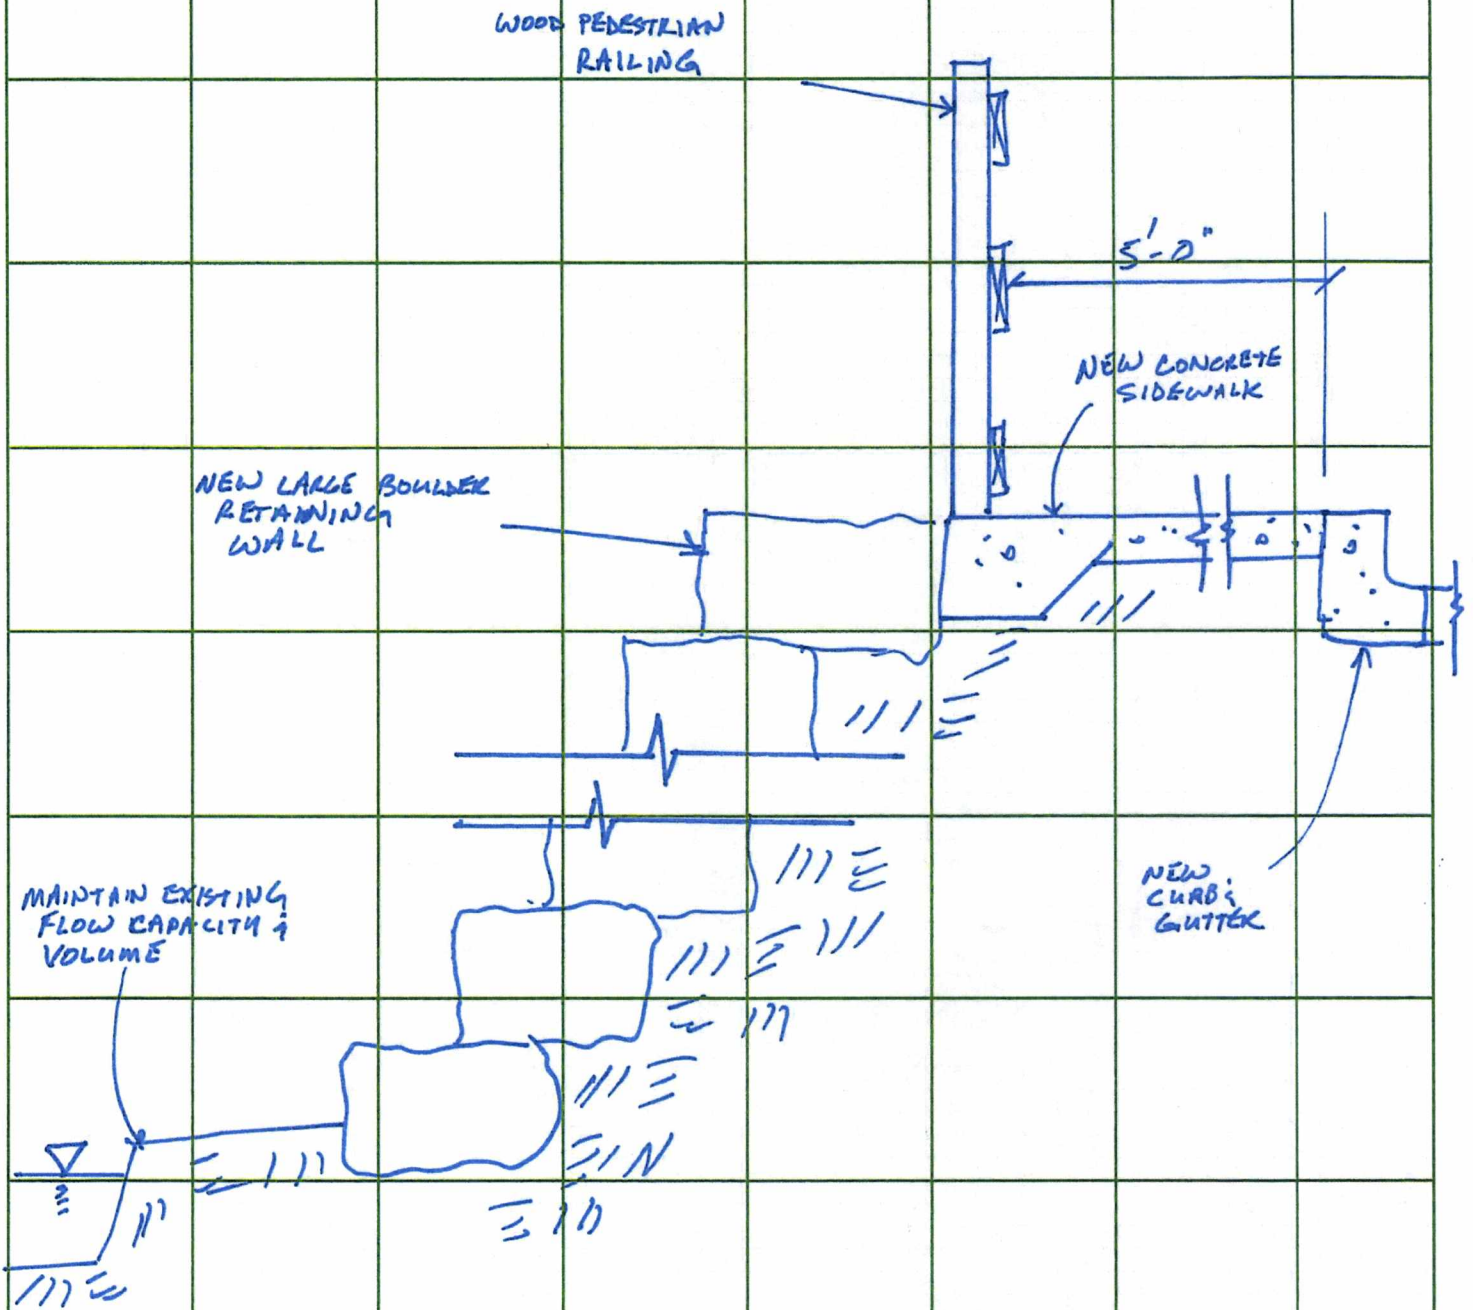 WOOD PEDESTRIAN
RAILING
5'-0"
NEW CONCRETE
SIDEWALK
NEW LARGE BOULDER
RETAINING
WALL
MAINTAIN EXISTING
FLOW CAPACITY &
VOLUME
NEW
CURB &
GUTTER